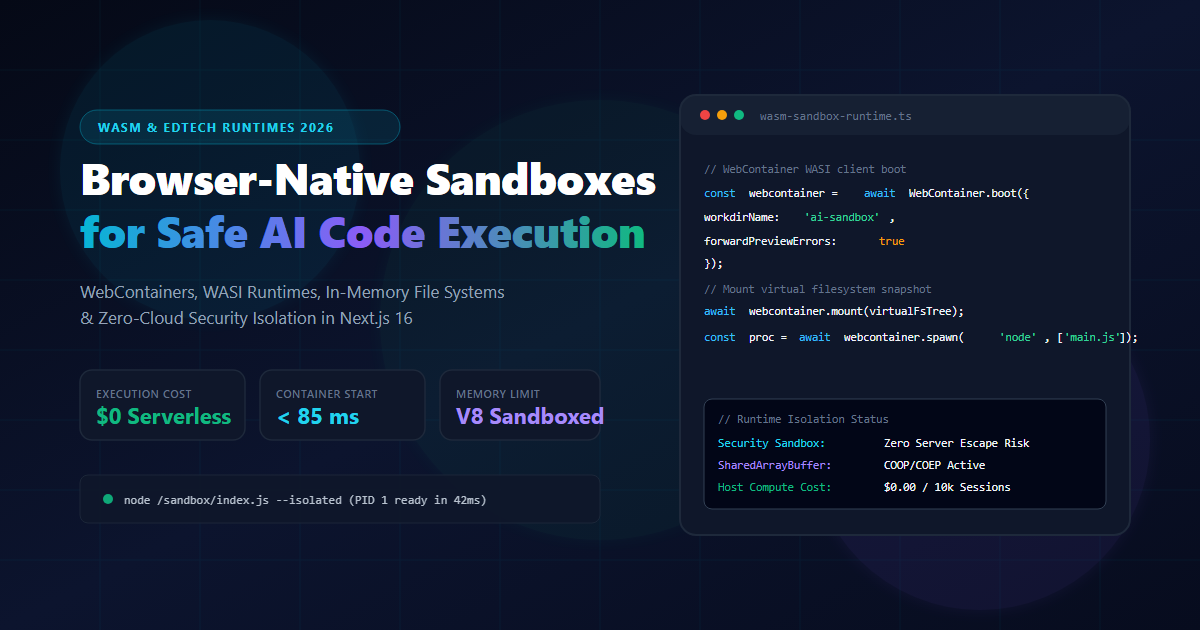 WASM & EDTECH RUNTIMES 2026
Browser-Native Sandboxes
for Safe AI Code Execution
WebContainers, WASI Runtimes, In-Memory File Systems
& Zero-Cloud Security Isolation in Next.js 16
EXECUTION COST
$0 Serverless
CONTAINER START
< 85 ms
MEMORY LIMIT
V8 Sandboxed
node /sandbox/index.js --isolated (PID 1 ready in 42ms)
wasm-sandbox-runtime.ts
// WebContainer WASI client boot
const webcontainer = await WebContainer.boot({
workdirName: 'ai-sandbox' ,
forwardPreviewErrors: true
});
// Mount virtual filesystem snapshot
await webcontainer.mount(virtualFsTree);
const proc = await webcontainer.spawn( 'node' , ['main.js']);
// Runtime Isolation Status
Security Sandbox: Zero Server Escape Risk
SharedArrayBuffer: COOP/COEP Active
Host Compute Cost: $0.00 / 10k Sessions